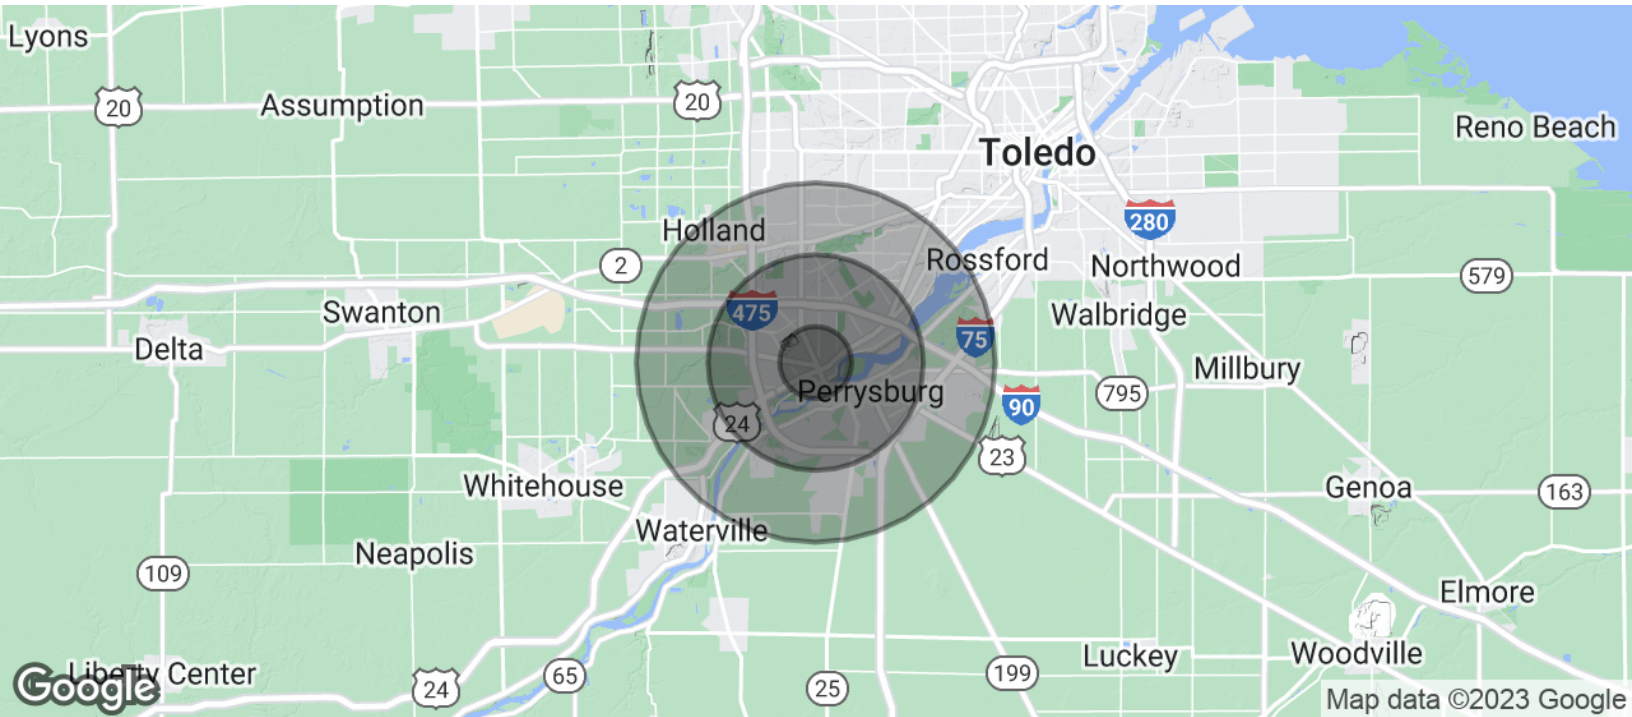 Lyons
20
Assumption
20
Reno Beach
Toledo
280
Holland
2
Rossford
Northwood
579
475
Swanton
Walbridge
75
Delta
Millbury
Perrysburg
795
90
24
23
Whitehouse
Genoa
163
Waterville
Neapolis
109
Elmore
Luckey
Woodville
Liberty Center
Google
24
65
25
199
Map data ©2023 Google